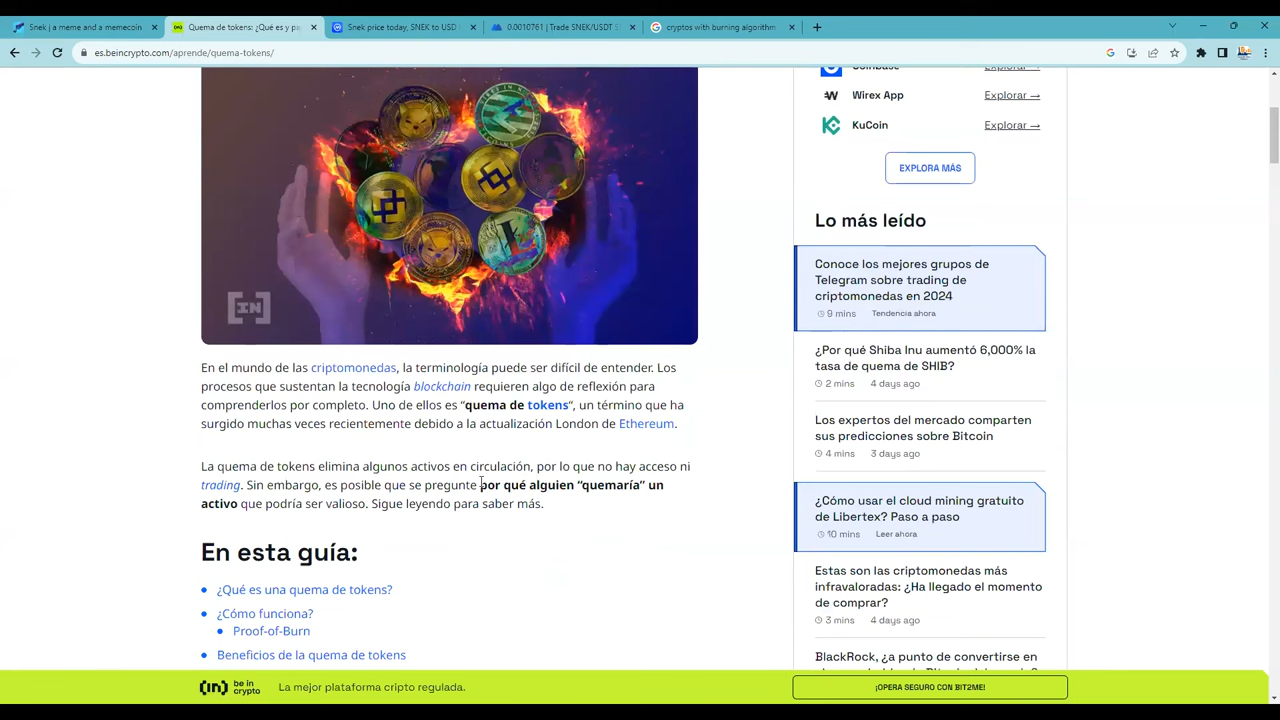 Snek | a meme and a memecoin
Quema de tokens: ¿Qué es y p
Snek price today, SNEK to USD
0.0010761 | Trade SNEK/USDT
cryptos with burning algorithm
es.beincrypto.com/aprende/quema-tokens/
Coinbase
Explorar →
Wirex App
Explorar →
KuCoin
Explorar →
EXPLORA MÁS
[IN]
En el mundo de las criptomonedas, la terminología puede ser difícil de entender. Los
procesos que sustentan la tecnología blockchain requieren algo de reflexión para
comprenderlos por completo. Uno de ellos es “quema de tokens“, un término que ha
surgido muchas veces recientemente debido a la actualización London de Ethereum.
La quema de tokens elimina algunos activos en circulación, por lo que no hay acceso ni
trading. Sin embargo, es posible que se pregunte por qué alguien “quemaría” un
activo que podría ser valioso. Sigue leyendo para saber más.
En esta guía:
¿Qué es una quema de tokens?
¿Cómo funciona?
Proof-of-Burn
Beneficios de la quema de tokens
Lo más leído
Conoce los mejores grupos de
Telegram sobre trading de
criptomonedas en 2024
9 mins Tendencia ahora
¿Por qué Shiba Inu aumentó 6,000% la
tasa de quema de SHIB?
2 mins 4 days ago
Los expertos del mercado comparten
sus predicciones sobre Bitcoin
4 mins 3 days ago
¿Cómo usar el cloud mining gratuito
de Libertex? Paso a paso
10 mins Leer ahora
Estas son las criptomonedas más
infravaloradas: ¿Ha llegado el momento
de comprar?
3 mins 4 days ago
BlackRock, ¿a punto de convertirse en
[in] be in crypto La mejor plataforma cripto regulada.
¡OPERA SEGURO CON BIT2ME!